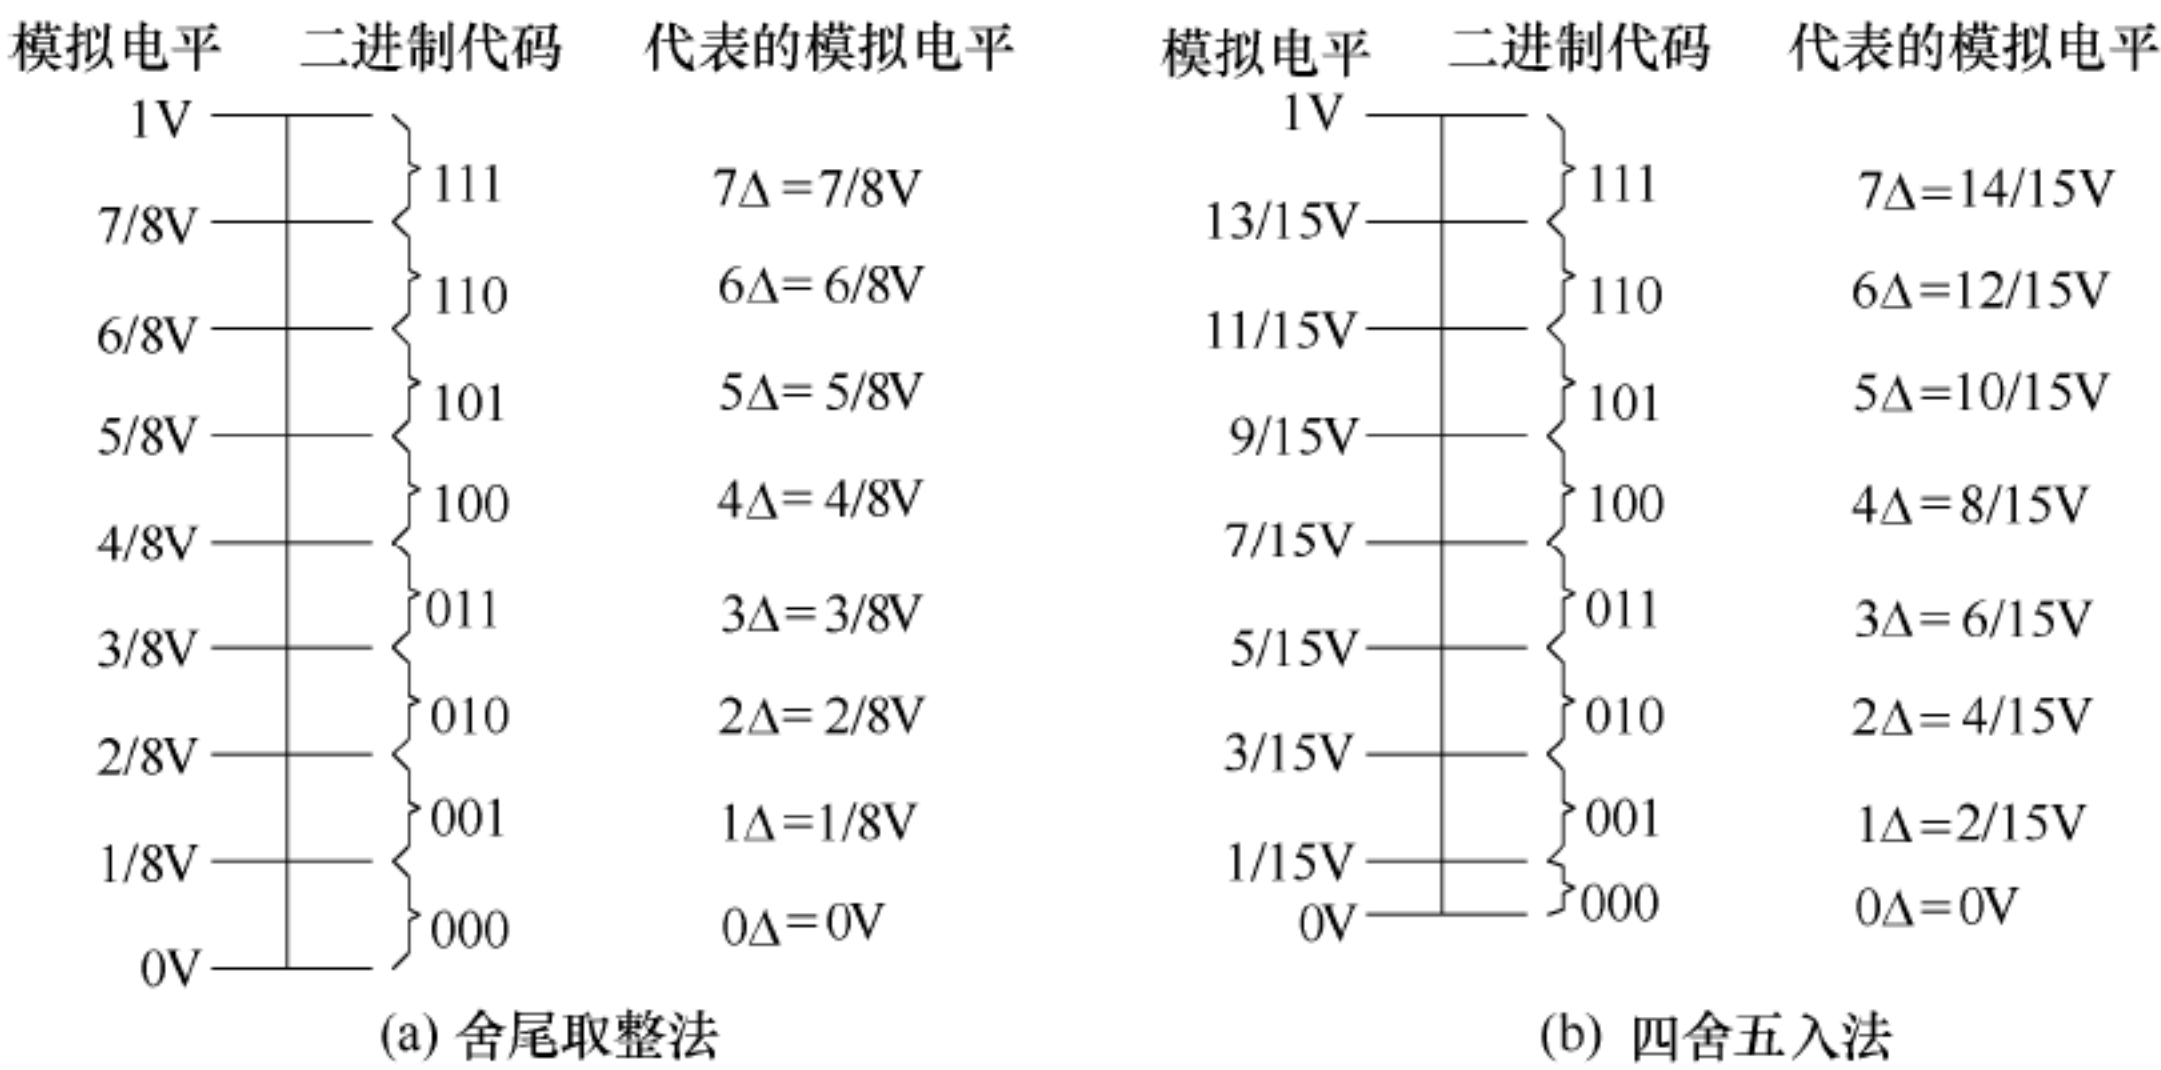 模拟电平 二进制代码 代表的模拟电平
1V
111 7Δ=7/8V
7/8V
110 6Δ=6/8V
6/8V
101 5Δ=5/8V
5/8V
100 4Δ=4/8V
4/8V
011 3Δ=3/8V
3/8V
010 2Δ=2/8V
2/8V
001 1Δ=1/8V
1/8V
000 0Δ=0V
0V
(a) 舍尾取整法
模拟电平 二进制代码 代表的模拟电平
1V
111 7Δ=14/15V
13/15V
110 6Δ=12/15V
11/15V
101 5Δ=10/15V
9/15V
100 4Δ=8/15V
7/15V
011 3Δ=6/15V
5/15V
010 2Δ=4/15V
3/15V
001 1Δ=2/15V
1/15V
000 0Δ=0V
0V
(b) 四舍五入法